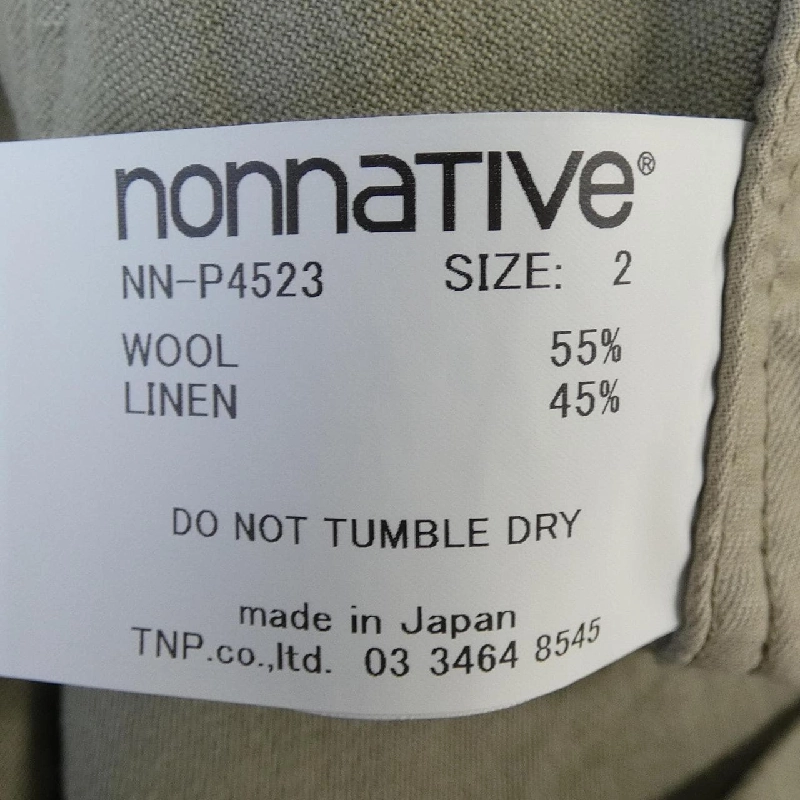 nonnative®
NN-P4523 SIZE: 2
WOOL 55%
LINEN 45%
DO NOT TUMBLE DRY
made in Japan
TNP.co.,ltd. 03 3464 8545